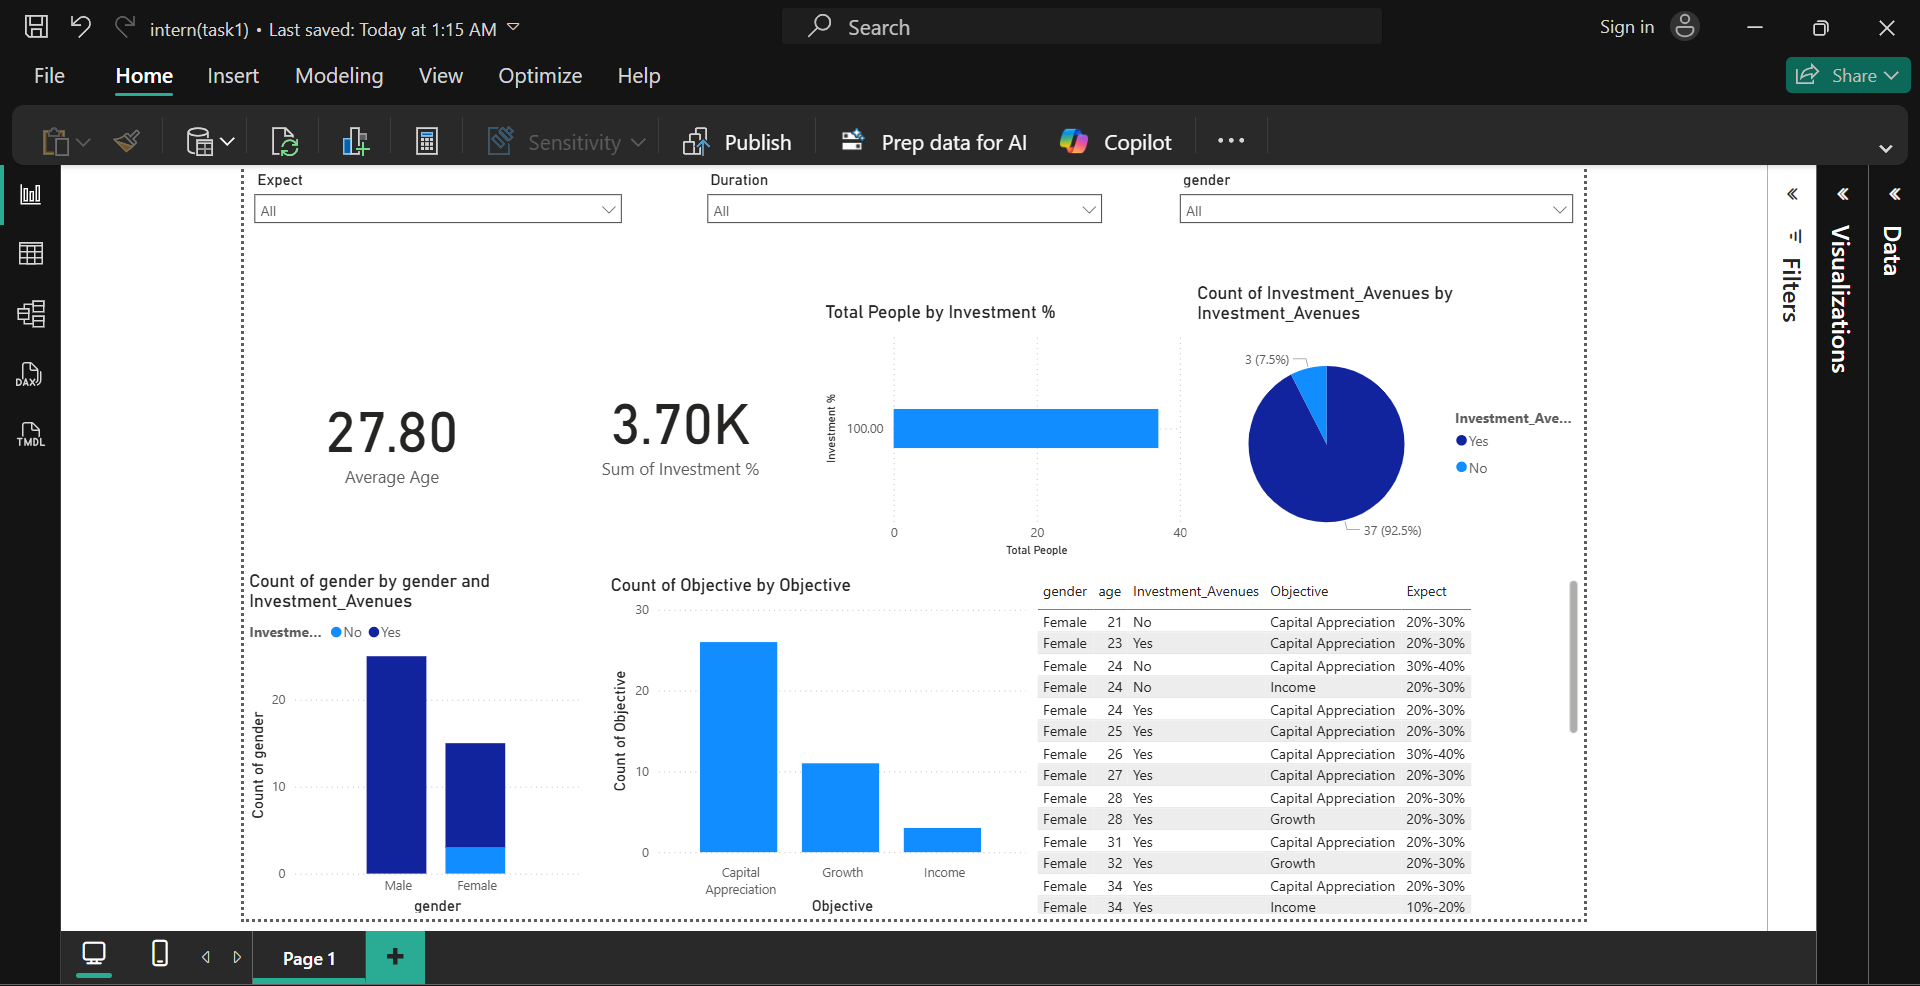 intern(task1) • Last saved: Today at 1:15 AM
Search
Sign in
File Home Insert Modeling View Optimize Help
Share
Sensitivity
Publish
Prep data for AI
Copilot
Expect
All
Duration
All
gender
All
Filters
Visualizations
Data
DAX
TMDL
27.80
Average Age
3.70K
Sum of Investment %
Total People by Investment %
Investment %
100.00
0 20 40
Total People
Count of Investment_Avenues by
Investment_Avenues
3 (7.5%)
37 (92.5%)
Investment_Ave...
Yes
No
Count of gender by gender and
Investment_Avenues
Investme... No Yes
Count of gender
20
10
0
Male Female
gender
Count of Objective by Objective
Count of Objective
30
20
10
0
Capital
Appreciation
Growth
Income
Objective
gender age Investment_Avenues Objective Expect
Female 21 No Capital Appreciation 20%-30%
Female 23 Yes Capital Appreciation 20%-30%
Female 24 No Capital Appreciation 30%-40%
Female 24 No Income 20%-30%
Female 24 Yes Capital Appreciation 20%-30%
Female 25 Yes Capital Appreciation 20%-30%
Female 26 Yes Capital Appreciation 30%-40%
Female 27 Yes Capital Appreciation 20%-30%
Female 28 Yes Capital Appreciation 20%-30%
Female 28 Yes Growth 20%-30%
Female 31 Yes Capital Appreciation 20%-30%
Female 32 Yes Growth 20%-30%
Female 34 Yes Capital Appreciation 20%-30%
Female 34 Yes Income 10%-20%
Page 1